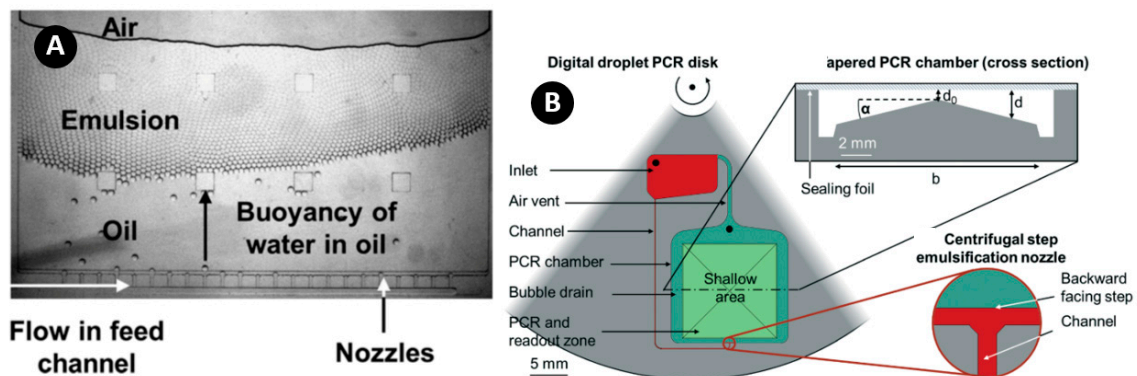 A
Air
Emulsion
Oil
Buoyancy of
water in oil
Flow in feed
channel
Nozzles
B
Digital droplet PCR disk
apered PCR chamber (cross section)
α
d₀
d
2 mm
Sealing foil
b
Inlet
Air vent
Channel
PCR chamber
Bubble drain
PCR and
readout zone
Shallow
area
5 mm
Centrifugal step
emulsification nozzle
Backward
facing step
Channel